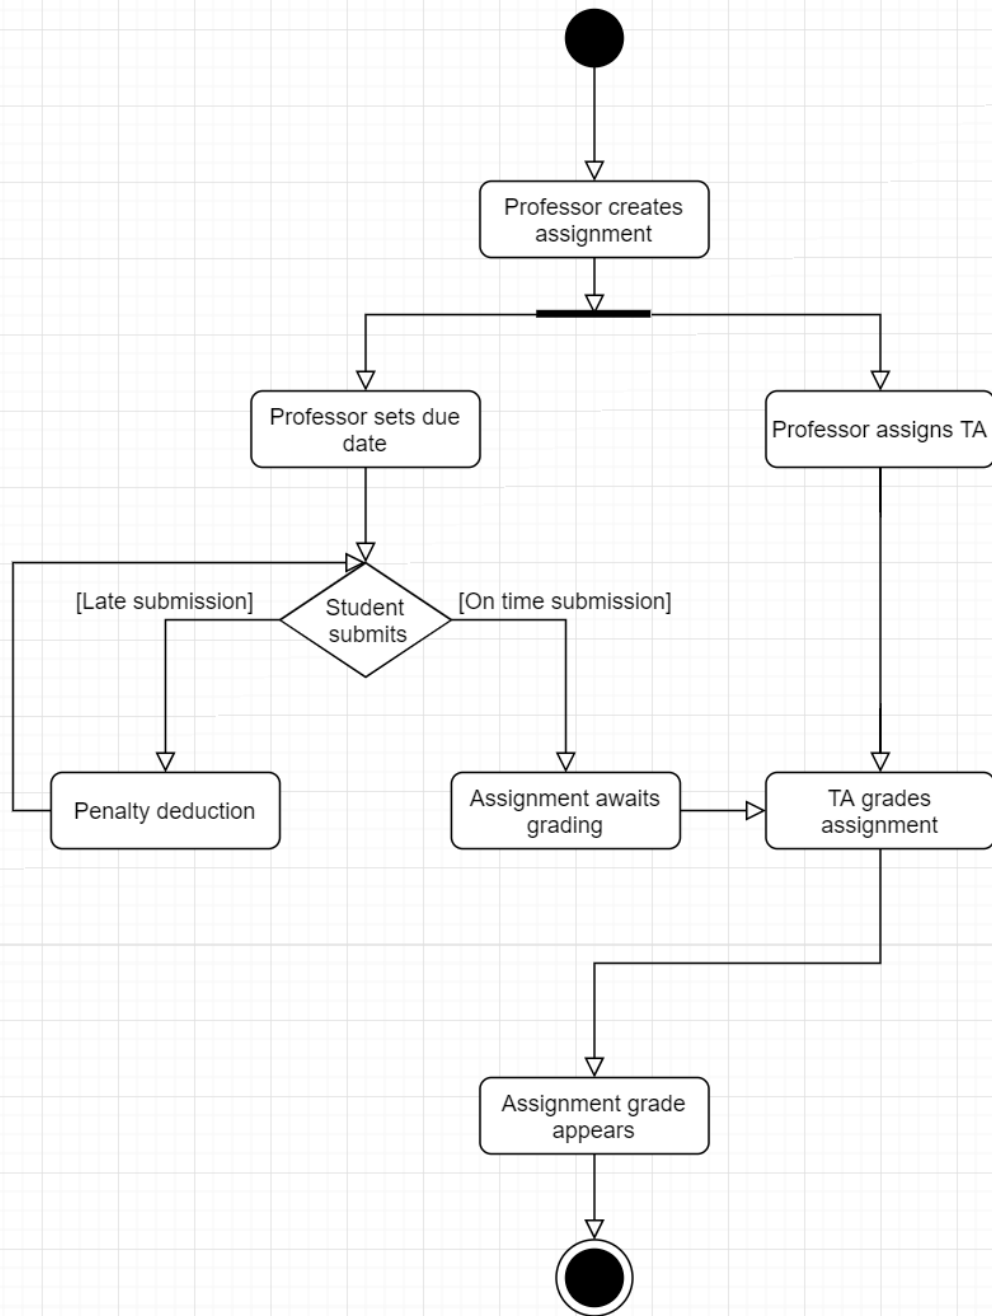 Professor creates
assignment
Professor sets due
date
Professor assigns TA
[Late submission]
Student
submits
[On time submission]
Penalty deduction
Assignment awaits
grading
TA grades
assignment
Assignment grade
appears